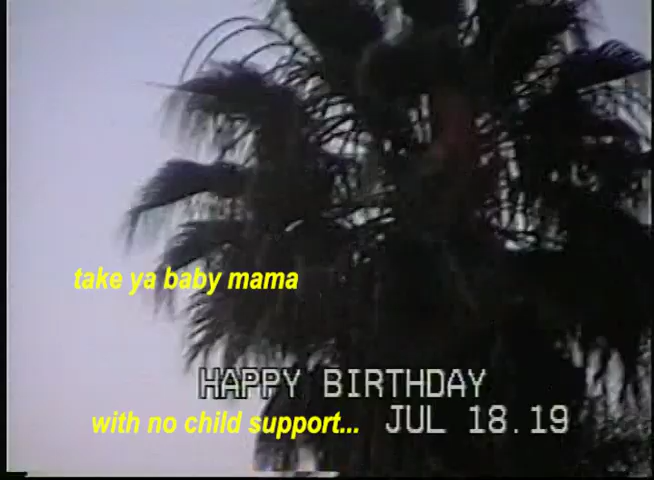 take ya baby mama
HAPPY BIRTHDAY
with no child support...
JUL 18.19